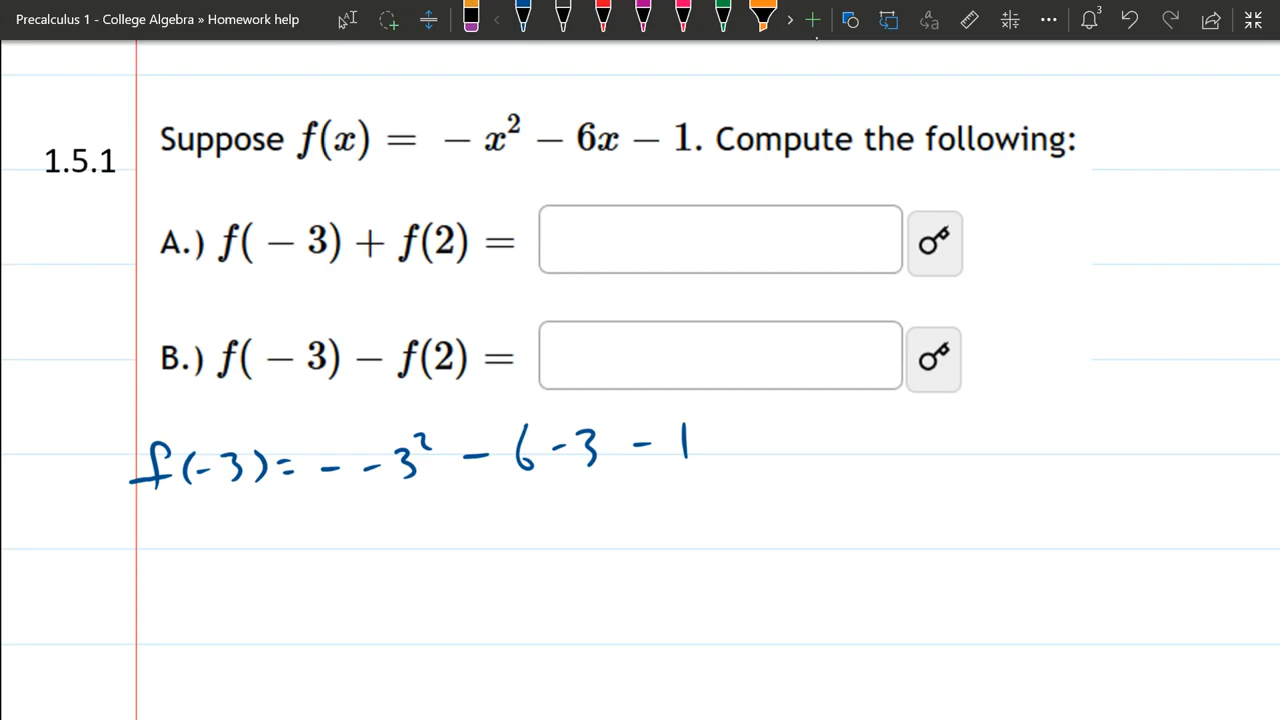 Precalculus 1 - College Algebra » Homework help
3
1.5.1
Suppose f(x) = − x² − 6x − 1. Compute the following:
A.) f( − 3) + f(2) =
B.) f( − 3) − f(2) =
f(-3) = - -3² - 6 -3 - 1